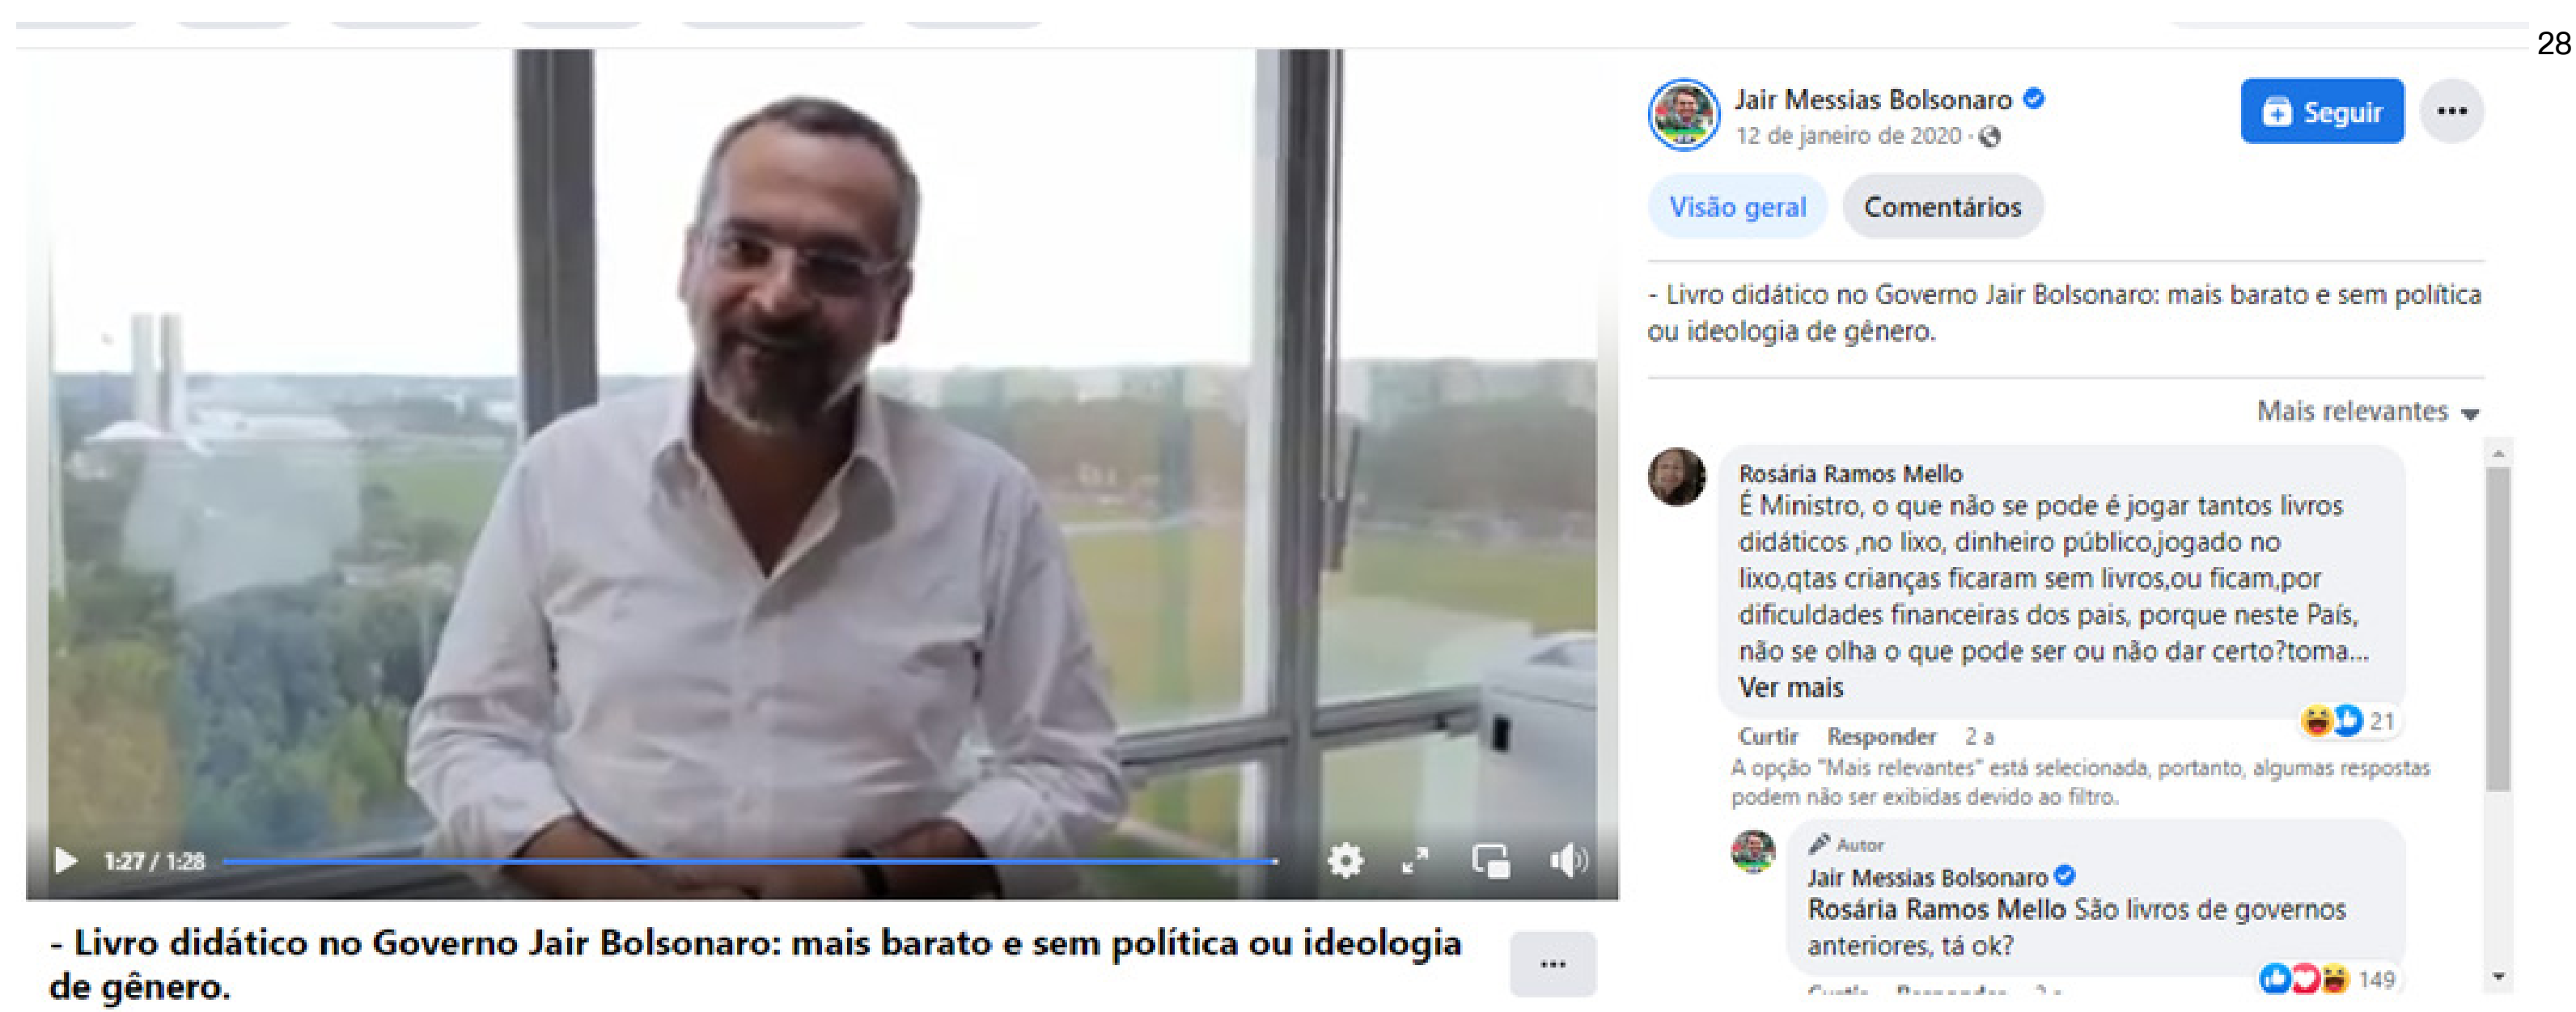 28
Jair Messias Bolsonaro
12 de janeiro de 2020 ·
Seguir
Visão geral
Comentários
- Livro didático no Governo Jair Bolsonaro: mais barato e sem política
ou ideologia de gênero.
Mais relevantes
Rosária Ramos Mello
É Ministro, o que não se pode é jogar tantos livros
didáticos ,no lixo, dinheiro público,jogado no
lixo,qtas crianças ficaram sem livros,ou ficam,por
dificuldades financeiras dos pais, porque neste País,
não se olha o que pode ser ou não dar certo?toma...
Ver mais
21
Curtir Responder 2 a
A opção "Mais relevantes" está selecionada, portanto, algumas respostas
podem não ser exibidas devido ao filtro.
Autor
Jair Messias Bolsonaro
Rosária Ramos Mello São livros de governos
anteriores, tá ok?
149
Curtir Responder 2 a
1:27 / 1:28
- Livro didático no Governo Jair Bolsonaro: mais barato e sem política ou ideologia
de gênero.